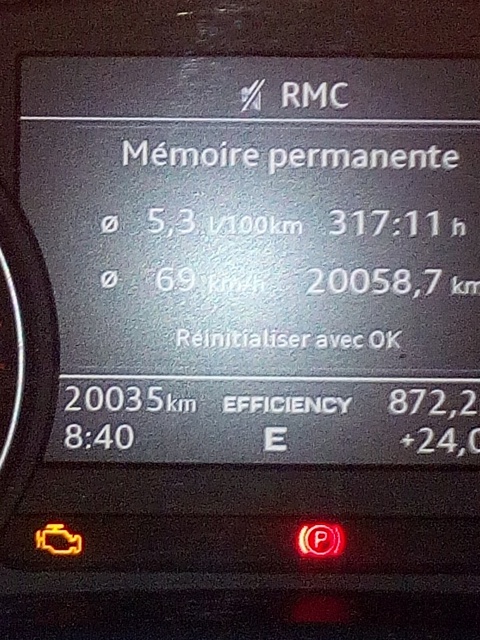 RMC
Mémoire permanente
ø 5,3 l/100km 317:11 h
ø 69 km/h 20058,7 km
Réinitialiser avec OK
20035km EFFICIENCY 872,2
8:40 E +24,0
P